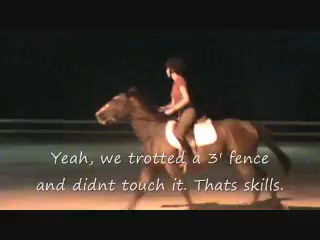 Yeah, we trotted a 3' fence
and didnt touch it. Thats skills.